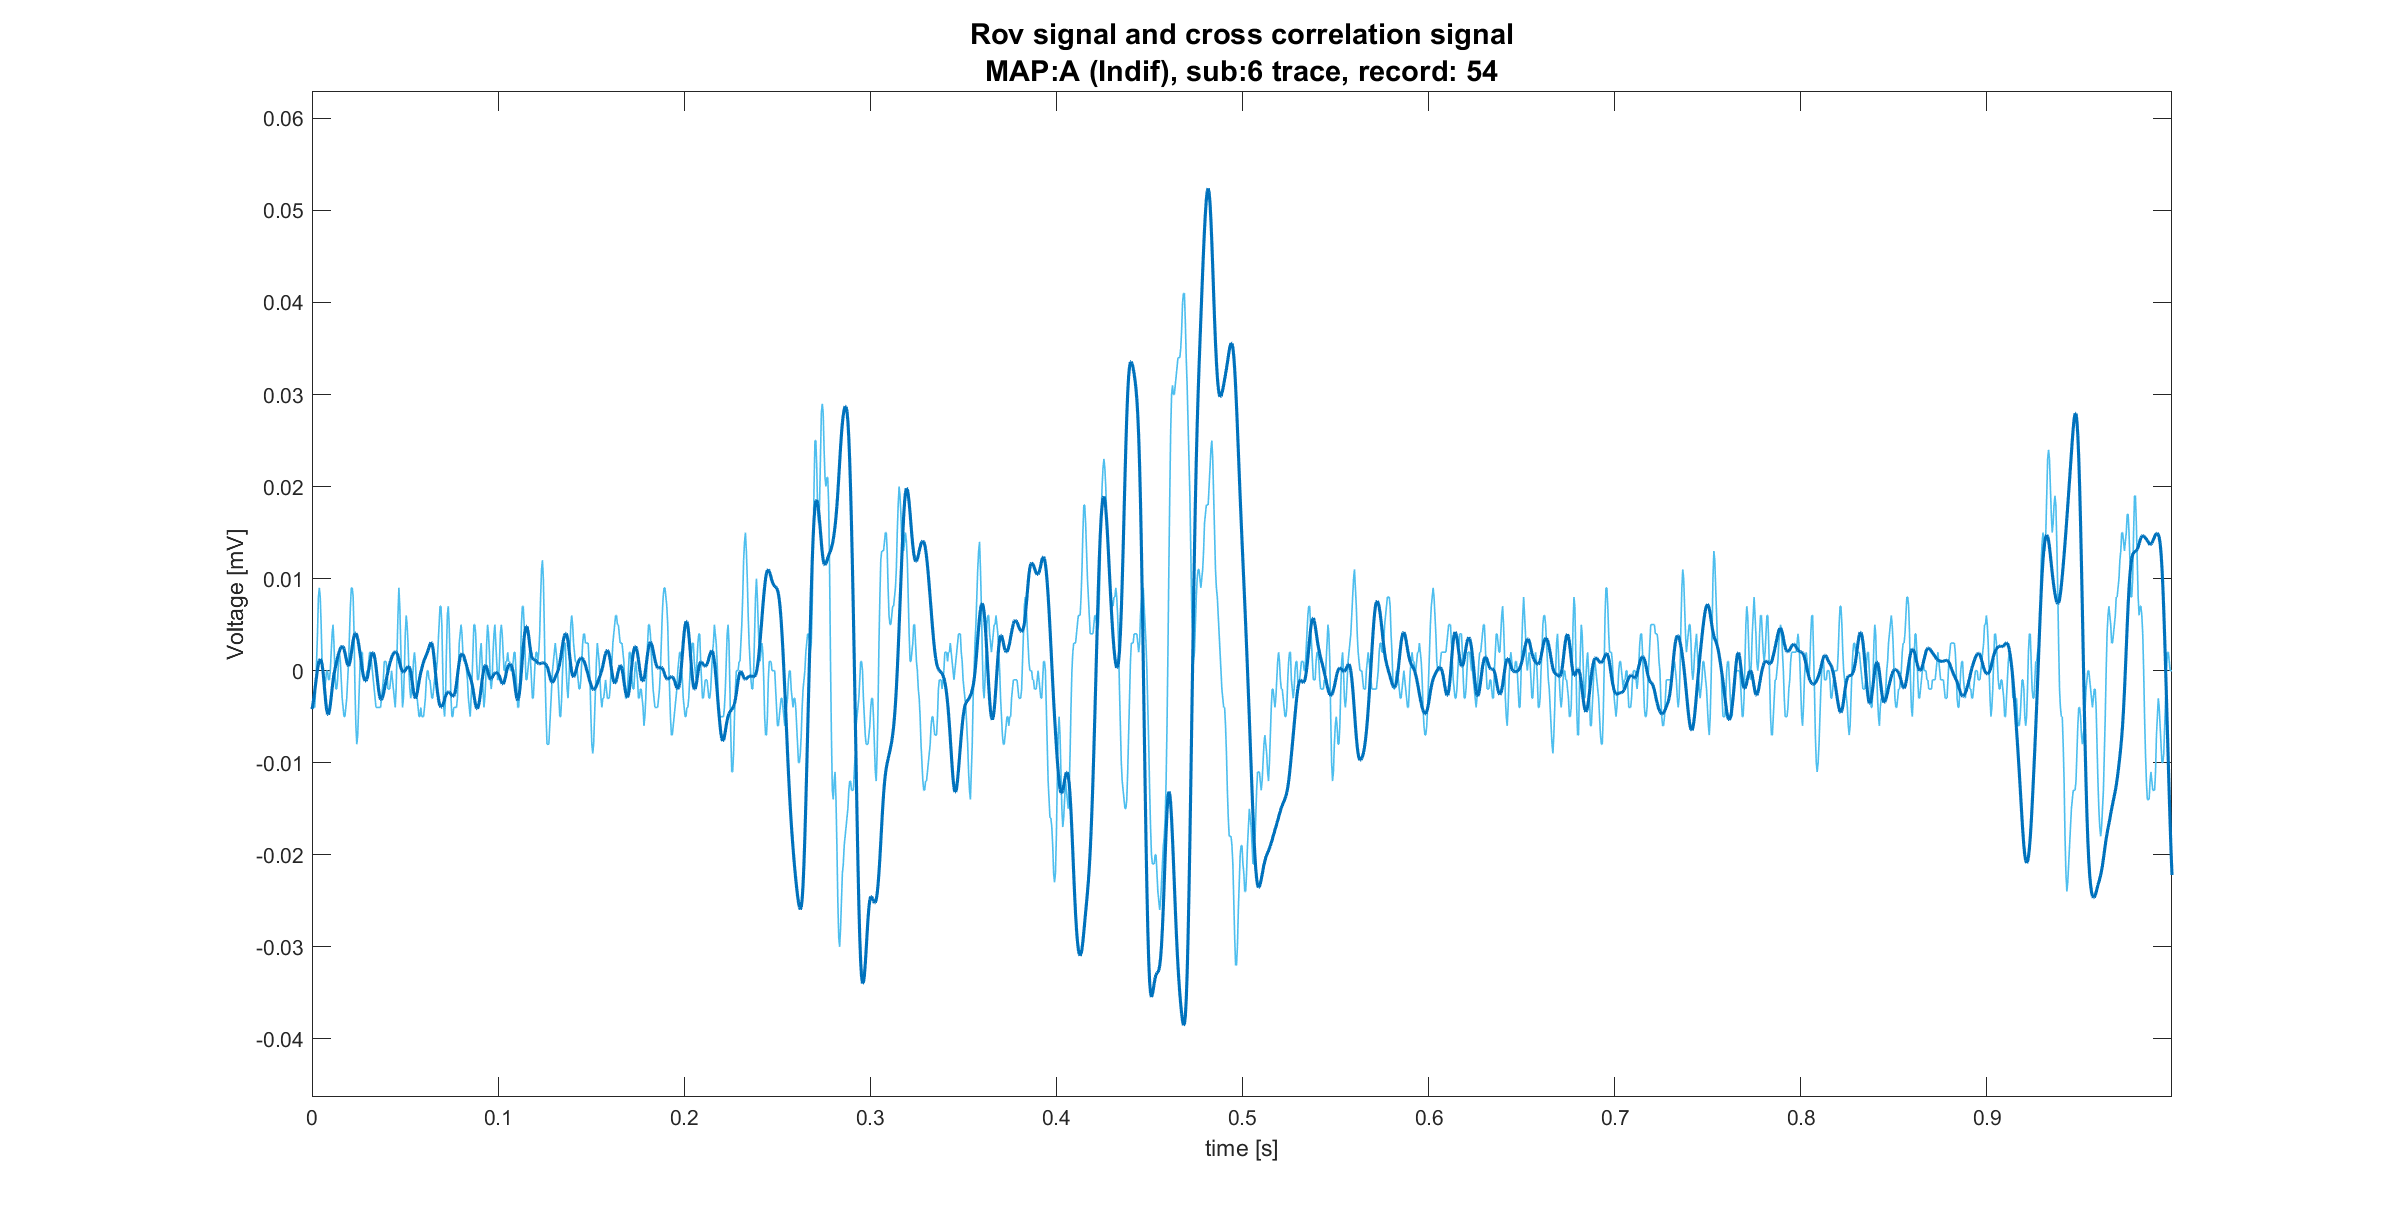 Rov signal and cross correlation signal
MAP:A (Indif), sub:6 trace, record: 54
0.06
0.05
0.04
0.03
0.02
0.01
0
-0.01
-0.02
-0.03
-0.04
Voltage [mV]
0 0.1 0.2 0.3 0.4 0.5 0.6 0.7 0.8 0.9
time [s]